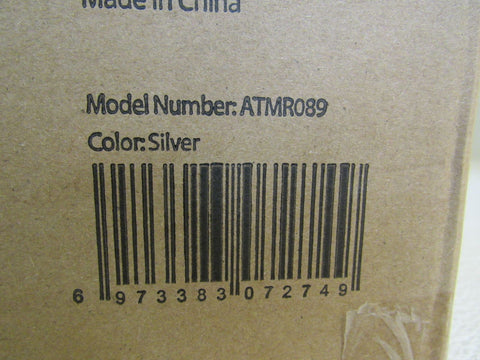 Made in China
Model Number: ATMR089
Color: Silver
6 973383 072749